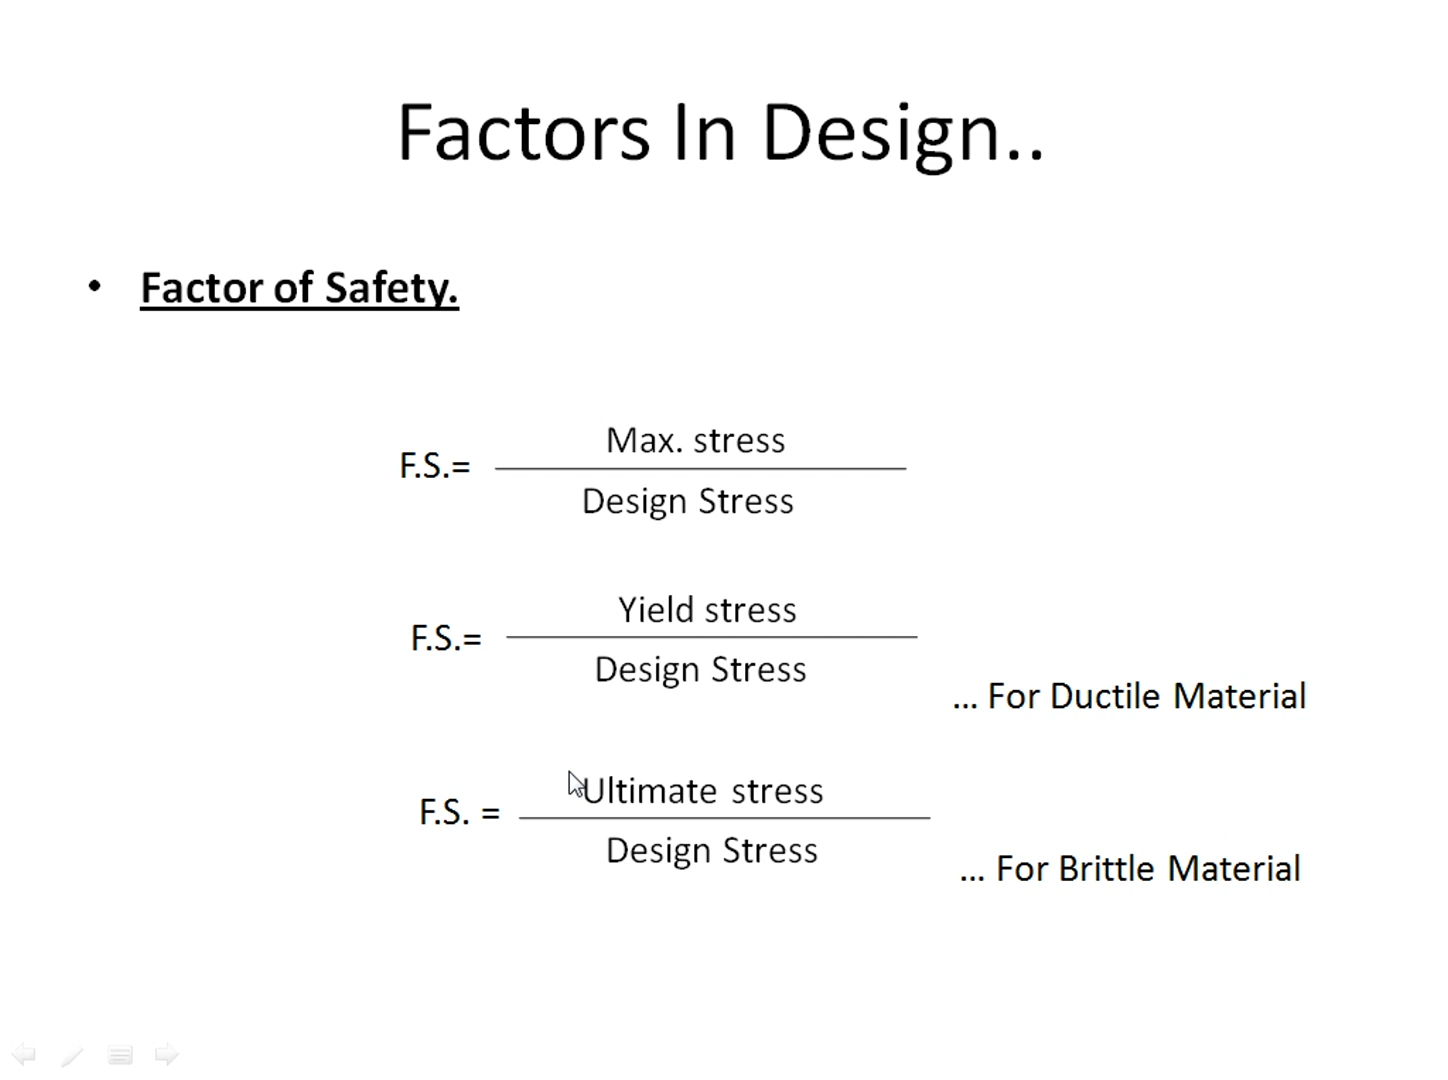 Factors In Design..
• Factor of Safety.
F.S.= Max. stress
Design Stress
F.S.= Yield stress
Design Stress
... For Ductile Material
F.S. = Ultimate stress
Design Stress
... For Brittle Material